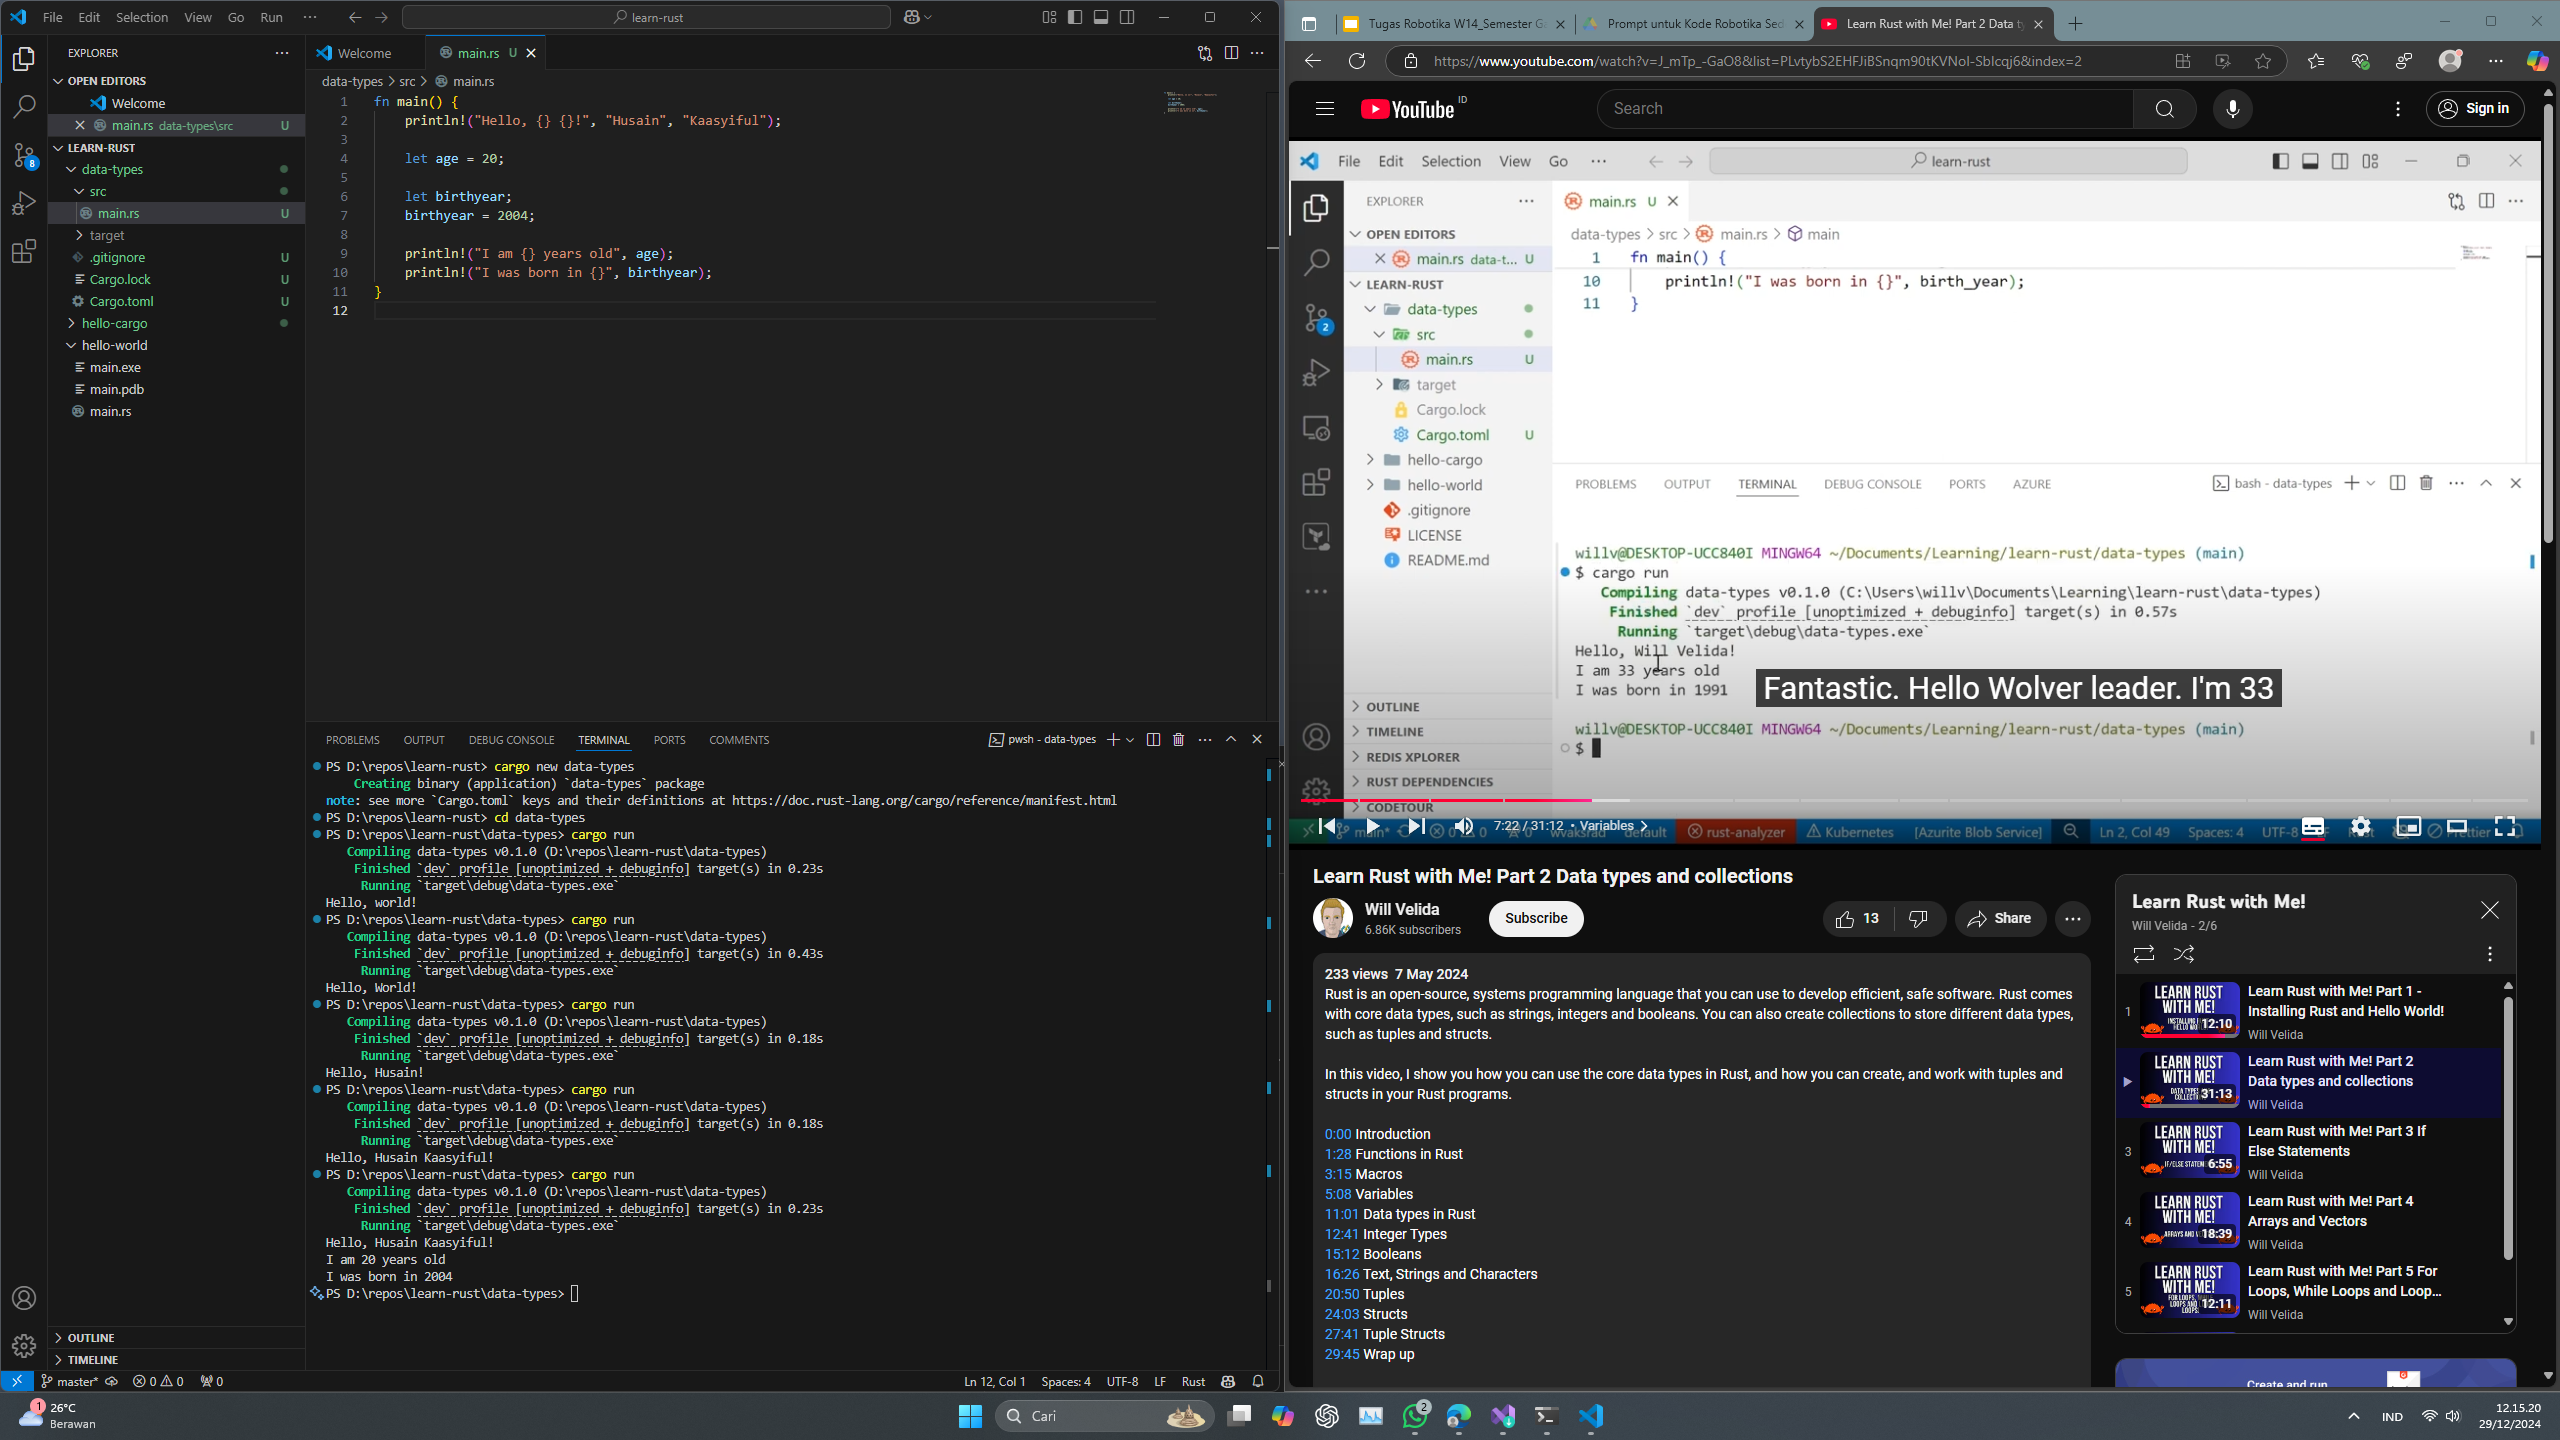 File Edit Selection View Go Run ··· learn-rust
EXPLORER
OPEN EDITORS
Welcome
main.rs data-types\src U
LEARN-RUST
data-types
src
main.rs U
target
.gitignore U
Cargo.lock U
Cargo.toml U
hello-cargo
hello-world
main.exe
main.pdb
main.rs
OUTLINE
TIMELINE
8
Welcome main.rs U
data-types > src > main.rs
1 fn main() {
2 println!("Hello, {} {}!", "Husain", "Kaasyiful");
3
4 let age = 20;
5
6 let birthyear;
7 birthyear = 2004;
8
9 println!("I am {} years old", age);
10 println!("I was born in {}", birthyear);
11 }
12
PROBLEMS OUTPUT DEBUG CONSOLE TERMINAL PORTS COMMENTS pwsh - data-types
PS D:\repos\learn-rust> cargo new data-types
Creating binary (application) `data-types` package
note: see more `Cargo.toml` keys and their definitions at https://doc.rust-lang.org/cargo/reference/manifest.html
PS D:\repos\learn-rust> cd data-types
PS D:\repos\learn-rust\data-types> cargo run
Compiling data-types v0.1.0 (D:\repos\learn-rust\data-types)
Finished `dev` profile [unoptimized + debuginfo] target(s) in 0.23s
Running `target\debug\data-types.exe`
Hello, world!
PS D:\repos\learn-rust\data-types> cargo run
Compiling data-types v0.1.0 (D:\repos\learn-rust\data-types)
Finished `dev` profile [unoptimized + debuginfo] target(s) in 0.43s
Running `target\debug\data-types.exe`
Hello, World!
PS D:\repos\learn-rust\data-types> cargo run
Compiling data-types v0.1.0 (D:\repos\learn-rust\data-types)
Finished `dev` profile [unoptimized + debuginfo] target(s) in 0.18s
Running `target\debug\data-types.exe`
Hello, Husain!
PS D:\repos\learn-rust\data-types> cargo run
Compiling data-types v0.1.0 (D:\repos\learn-rust\data-types)
Finished `dev` profile [unoptimized + debuginfo] target(s) in 0.18s
Running `target\debug\data-types.exe`
Hello, Husain Kaasyiful!
PS D:\repos\learn-rust\data-types> cargo run
Compiling data-types v0.1.0 (D:\repos\learn-rust\data-types)
Finished `dev` profile [unoptimized + debuginfo] target(s) in 0.23s
Running `target\debug\data-types.exe`
Hello, Husain Kaasyiful!
I am 20 years old
I was born in 2004
PS D:\repos\learn-rust\data-types>
master* 0 0 0 Ln 12, Col 1 Spaces: 4 UTF-8 LF Rust
Tugas Robotika W14_Semester Prompt untuk Kode Robotika Learn Rust with Me! Part 2 Data
https://www.youtube.com/watch?v=J_mTp_-GaO8&list=PLvtybS2EHFJiBSnqm90tKVNol-Sblcqj6&index=2
YouTube ID Search Sign in
File Edit Selection View Go ··· learn-rust
EXPLORER
OPEN EDITORS
main.rs data-t... U
LEARN-RUST
data-types
src
main.rs U
target
Cargo.lock
Cargo.toml U
hello-cargo
hello-world
.gitignore
LICENSE
README.md
OUTLINE
TIMELINE
REDIS XPLORER
RUST DEPENDENCIES
CODETOUR
2
main.rs U
data-types > src > main.rs > main
1 fn main() {
10 println!("I was born in {}", birth_year);
11 }
PROBLEMS OUTPUT TERMINAL DEBUG CONSOLE PORTS AZURE bash - data-types
willv@DESKTOP-UCC840I MINGW64 ~/Documents/Learning/learn-rust/data-types (main)
$ cargo run
Compiling data-types v0.1.0 (C:\Users\willv\Documents\Learning\learn-rust\data-types)
Finished `dev` profile [unoptimized + debuginfo] target(s) in 0.57s
Running `target\debug\data-types.exe`
Hello, Will Velida!
I am 33 years old
I was born in 1991
Fantastic. Hello Wolver leader. I'm 33
willv@DESKTOP-UCC840I MINGW64 ~/Documents/Learning/learn-rust/data-types (main)
$
7:22 / 31:12 • Variables
main* default rust-analyzer Kubernetes [Azurite Blob Service] Ln 2, Col 49 Spaces: 4 UTF-8 Prettier
Learn Rust with Me! Part 2 Data types and collections
Will Velida
6.86K subscribers
Subscribe 13 Share
233 views 7 May 2024
Rust is an open-source, systems programming language that you can use to develop efficient, safe software. Rust comes
with core data types, such as strings, integers and booleans. You can also create collections to store different data types,
such as tuples and structs.
In this video, I show you how you can use the core data types in Rust, and how you can create, and work with tuples and
structs in your Rust programs.
0:00 Introduction
1:28 Functions in Rust
3:15 Macros
5:08 Variables
11:01 Data types in Rust
12:41 Integer Types
15:12 Booleans
16:26 Text, Strings and Characters
20:50 Tuples
24:03 Structs
27:41 Tuple Structs
29:45 Wrap up
Learn Rust with Me!
Will Velida - 2/6
1
LEARN RUST
WITH ME!
12:10
Learn Rust with Me! Part 1 -
Installing Rust and Hello World!
Will Velida
LEARN RUST
WITH ME!
31:13
Learn Rust with Me! Part 2
Data types and collections
Will Velida
3
LEARN RUST
WITH ME!
6:55
Learn Rust with Me! Part 3 If
Else Statements
Will Velida
4
LEARN RUST
WITH ME!
18:39
Learn Rust with Me! Part 4
Arrays and Vectors
Will Velida
5
LEARN RUST
WITH ME!
12:11
Learn Rust with Me! Part 5 For
Loops, While Loops and Loop...
Will Velida
Create and run
1
26°C
Berawan
Cari
2
IND
12.15.20
29/12/2024